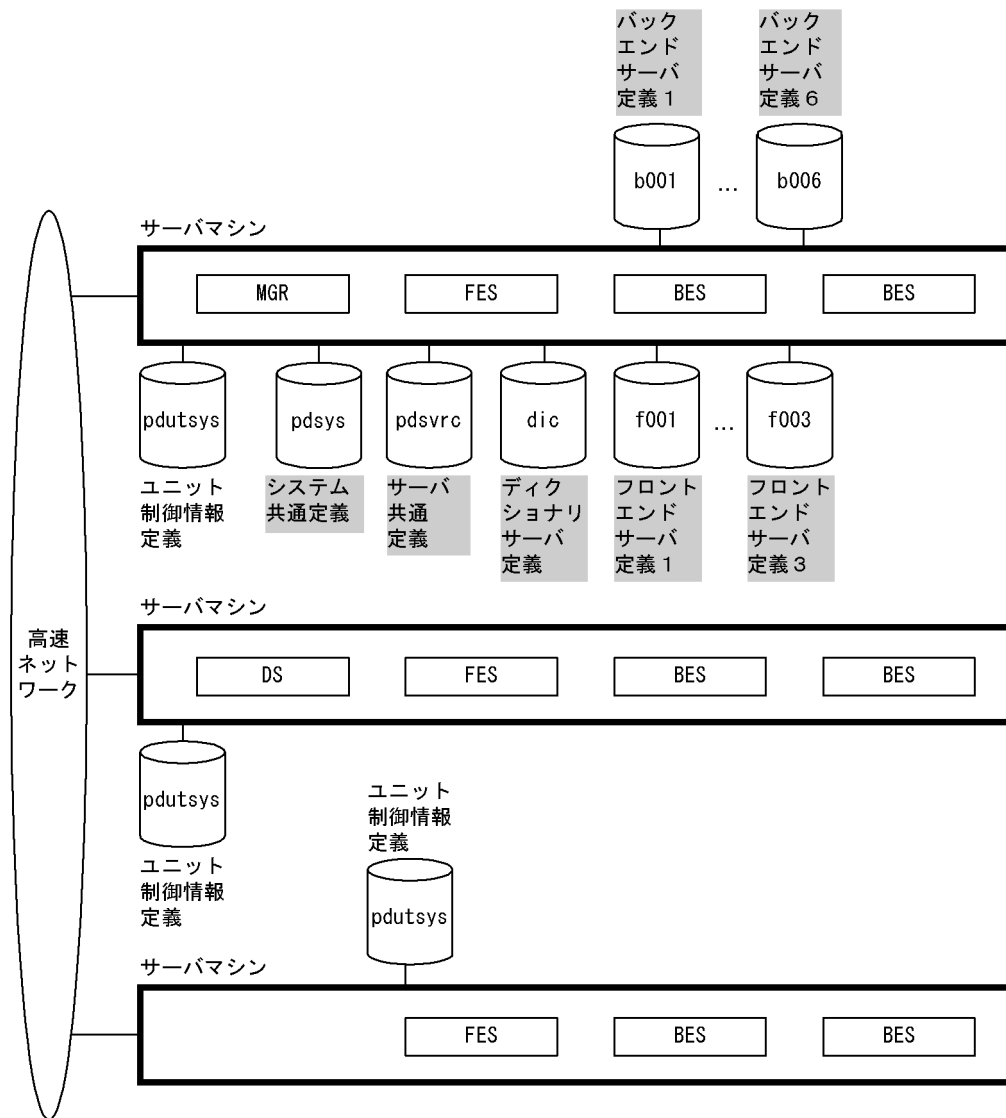 バック
エンド
サーバ
定義１
バック
エンド
サーバ
定義６
b001
...
b006
サーバマシン
MGR
FES
BES
BES
pdutsys
pdsys
pdsvrc
dic
f001
...
f003
ユニット
制御情報
定義
システム
共通定義
サーバ
共通
定義
ディク
ショナリ
サーバ
定義
フロント
エンド
サーバ
定義１
フロント
エンド
サーバ
定義３
サーバマシン
高速
ネット
ワーク
DS
FES
BES
BES
pdutsys
ユニット
制御情報
定義
ユニット
制御情報
定義
pdutsys
サーバマシン
FES
BES
BES